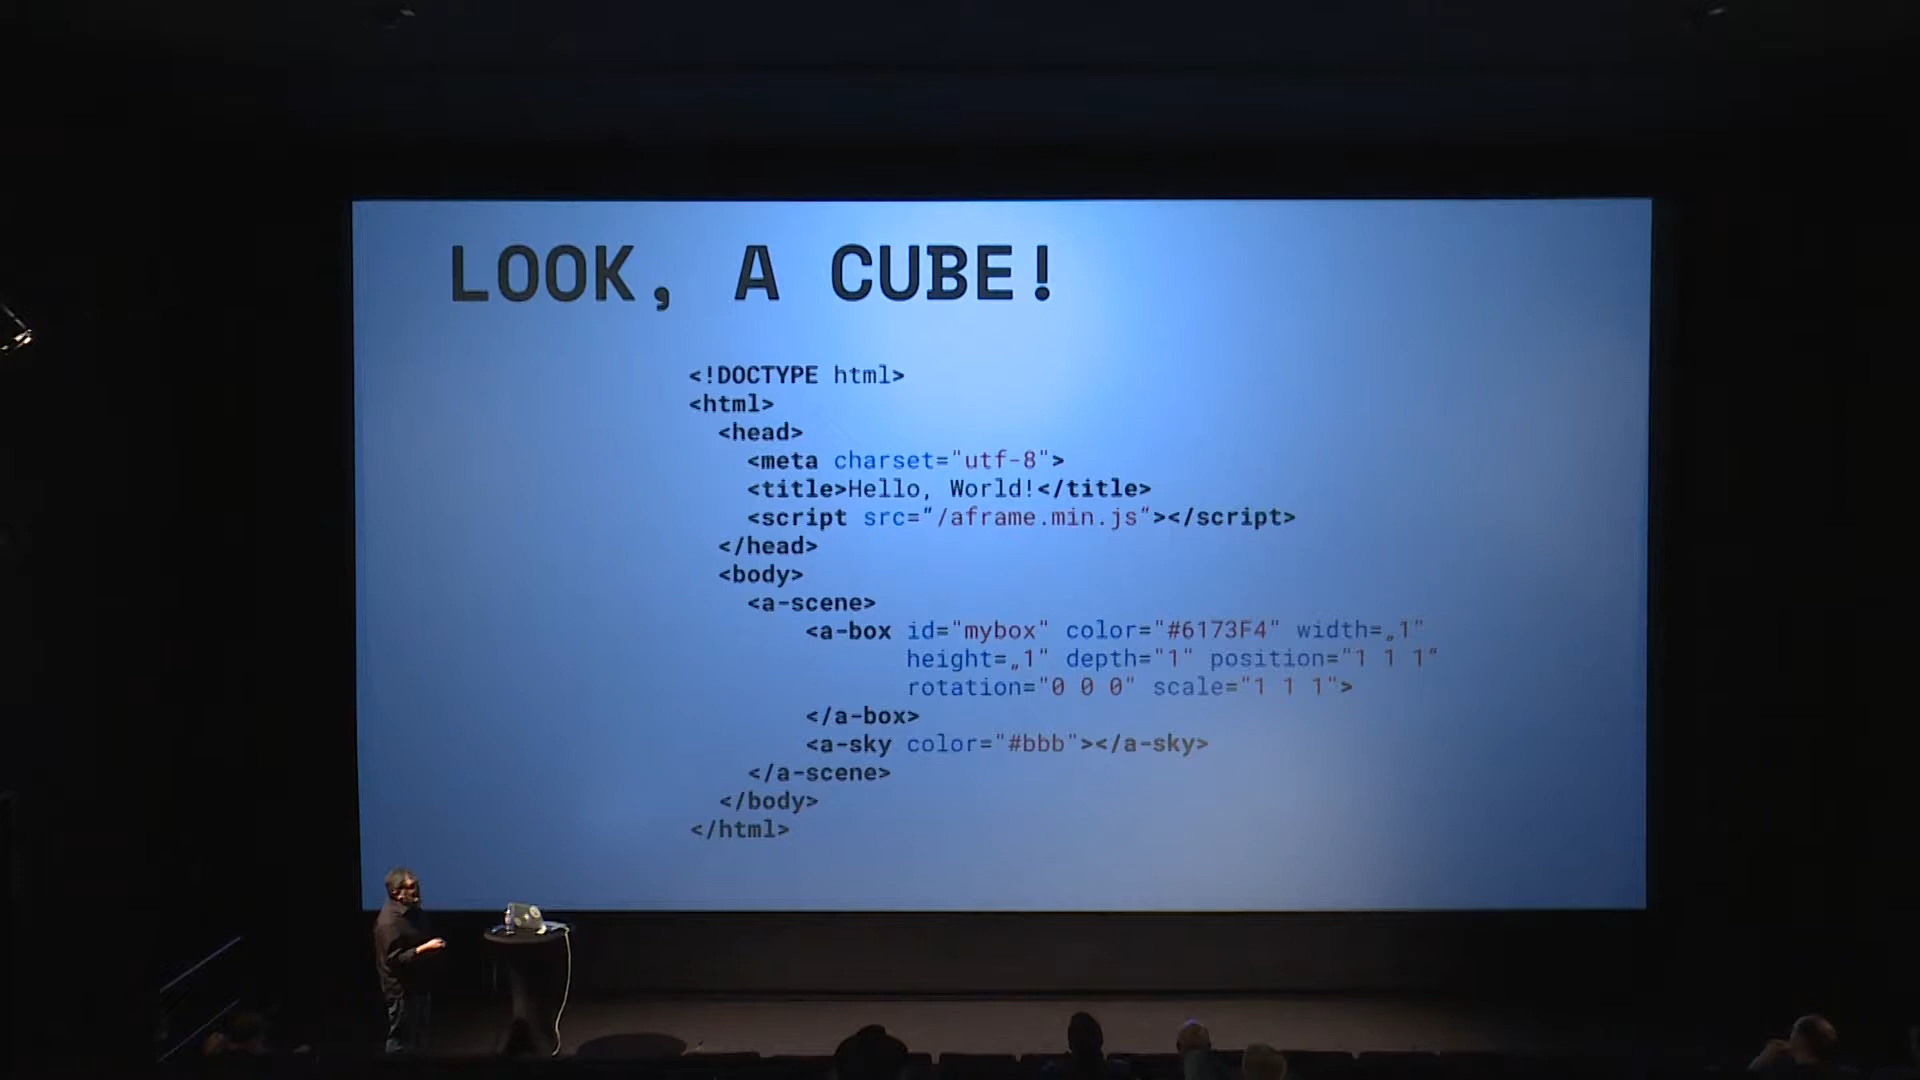 LOOK, A CUBE!
<!DOCTYPE html>
<html>
<head>
<meta charset="utf-8">
<title>Hello, World!</title>
<script src="/aframe.min.js"></script>
</head>
<body>
<a-scene>
<a-box id="mybox" color="#6173F4" width=„1"
height=„1" depth="1" position="1 1 1“
rotation="0 0 0" scale="1 1 1">
</a-box>
<a-sky color="#bbb"></a-sky>
</a-scene>
</body>
</html>